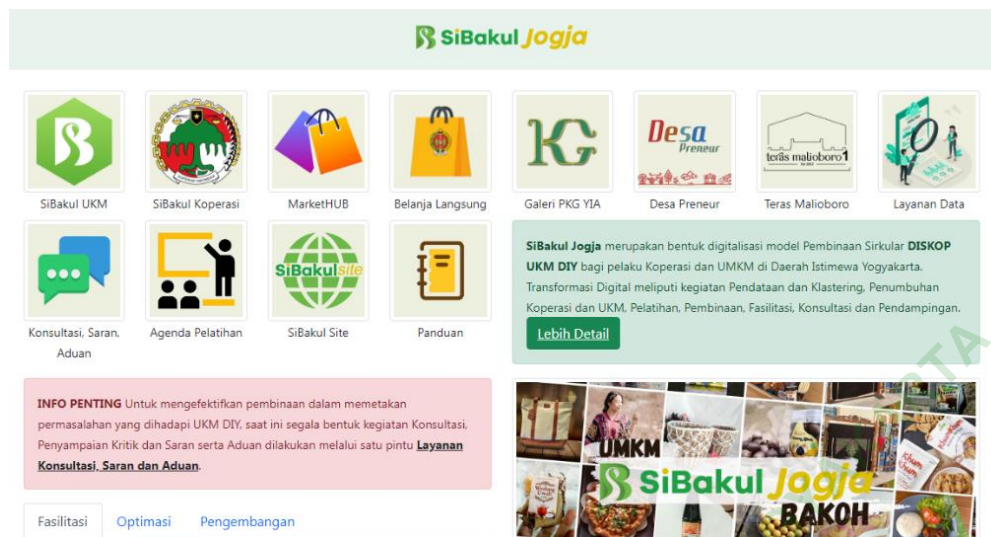 SiBakul Jogja
SiBakul UKM
SiBakul Koperasi
MarketHUB
Belanja Langsung
KG
Desa
Preneur
teras malioboro 1
Galeri PKG YIA
Desa Preneur
Teras Malioboro
Layanan Data
SiBakulsite
Konsultasi, Saran,
Aduan
Agenda Pelatihan
SiBakul Site
Panduan
SiBakul Jogja merupakan bentuk digitalisasi model Pembinaan Sirkular DISKOP
UKM DIY bagi pelaku Koperasi dan UMKM di Daerah Istimewa Yogyakarta.
Transformasi Digital meliputi kegiatan Pendataan dan Klastering, Penumbuhan
Koperasi dan UKM, Pelatihan, Pembinaan, Fasilitasi, Konsultasi dan Pendampingan.
Lebih Detail
INFO PENTING Untuk mengefektifkan pembinaan dalam memetakan
permasalahan yang dihadapi UKM DIY, saat ini segala bentuk kegiatan Konsultasi,
Penyampaian Kritik dan Saran serta Aduan dilakukan melalui satu pintu Layanan
Konsultasi, Saran dan Aduan.
Fasilitasi
Optimasi
Pengembangan
UMKM
SiBakul Jogja
BAKOH